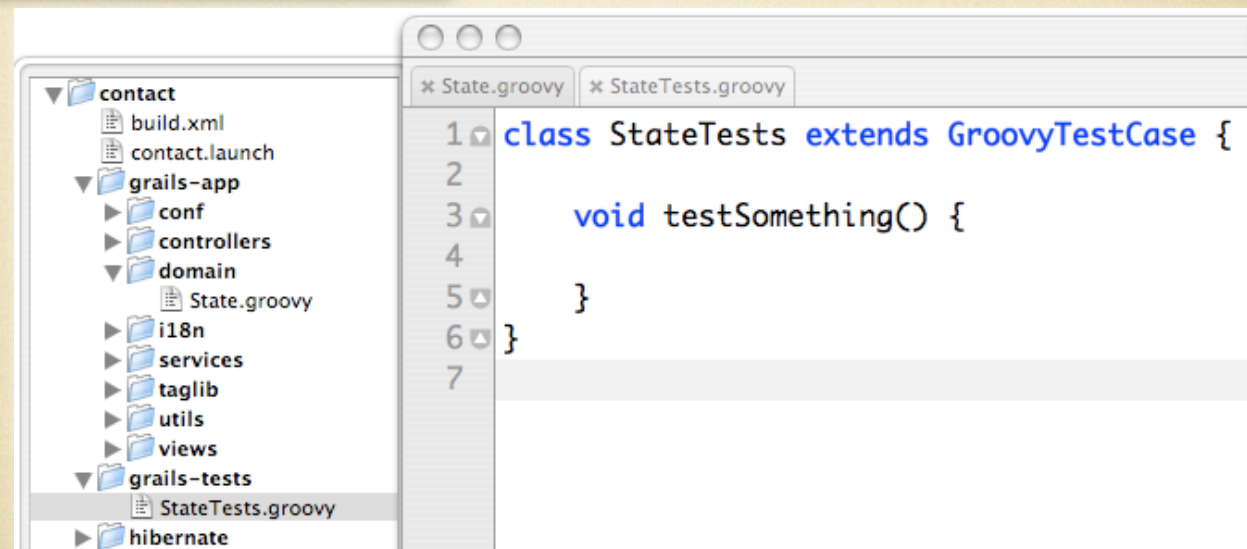 contact
build.xml
contact.launch
grails-app
conf
controllers
domain
State.groovy
i18n
services
taglib
utils
views
grails-tests
StateTests.groovy
hibernate
State.groovy StateTests.groovy
1 class StateTests extends GroovyTestCase {
2
3 void testSomething() {
4
5 }
6 }
7